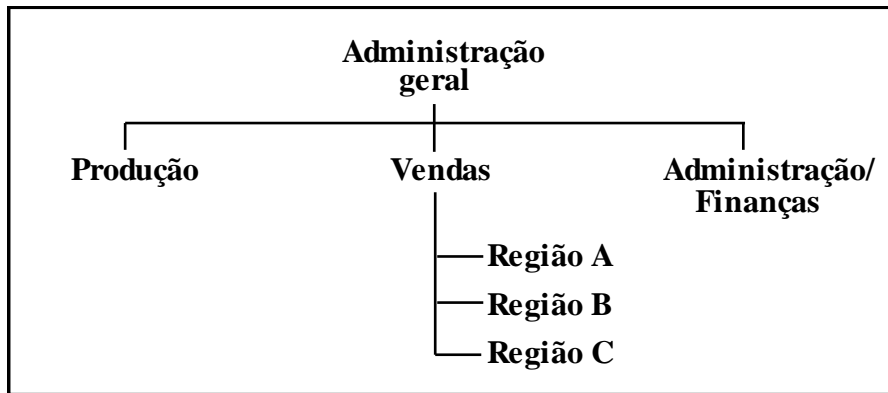 Administração
geral
Produção
Vendas
Administração/
Finanças
Região A
Região B
Região C